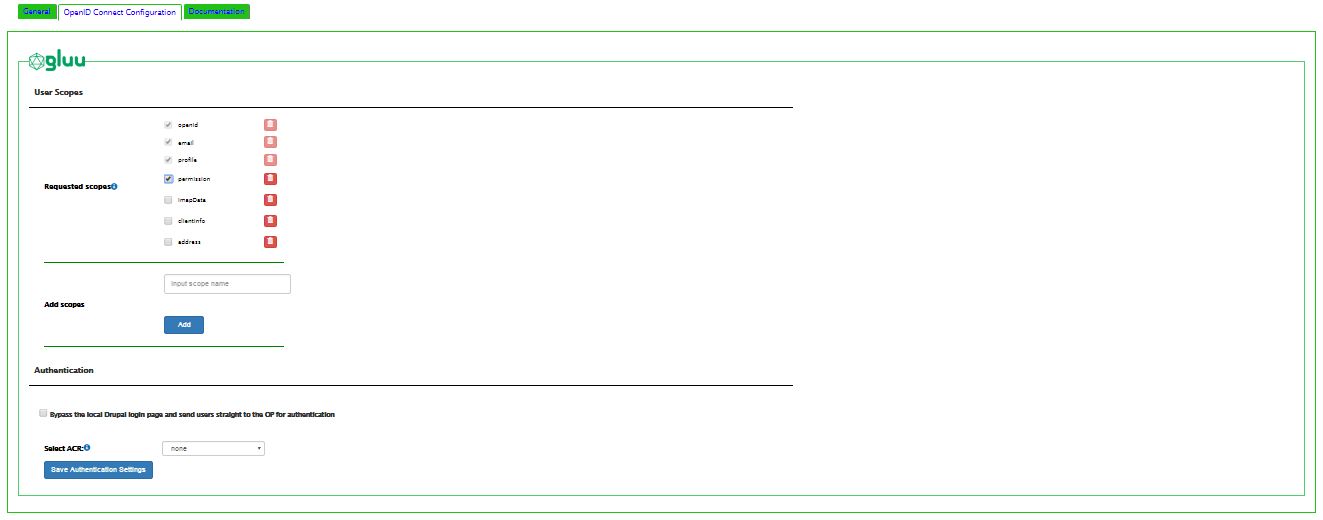 General OpenID Connect Configuration Documentation
gluu
User Scopes
openid
email
profile
permission
Requested scopes
imapData
clientinfo
address
Input scope name
Add scopes
Add
Authentication
Bypass the local Drupal login page and send users straight to the OP for authentication
Select ACR: none
Save Authentication Settings